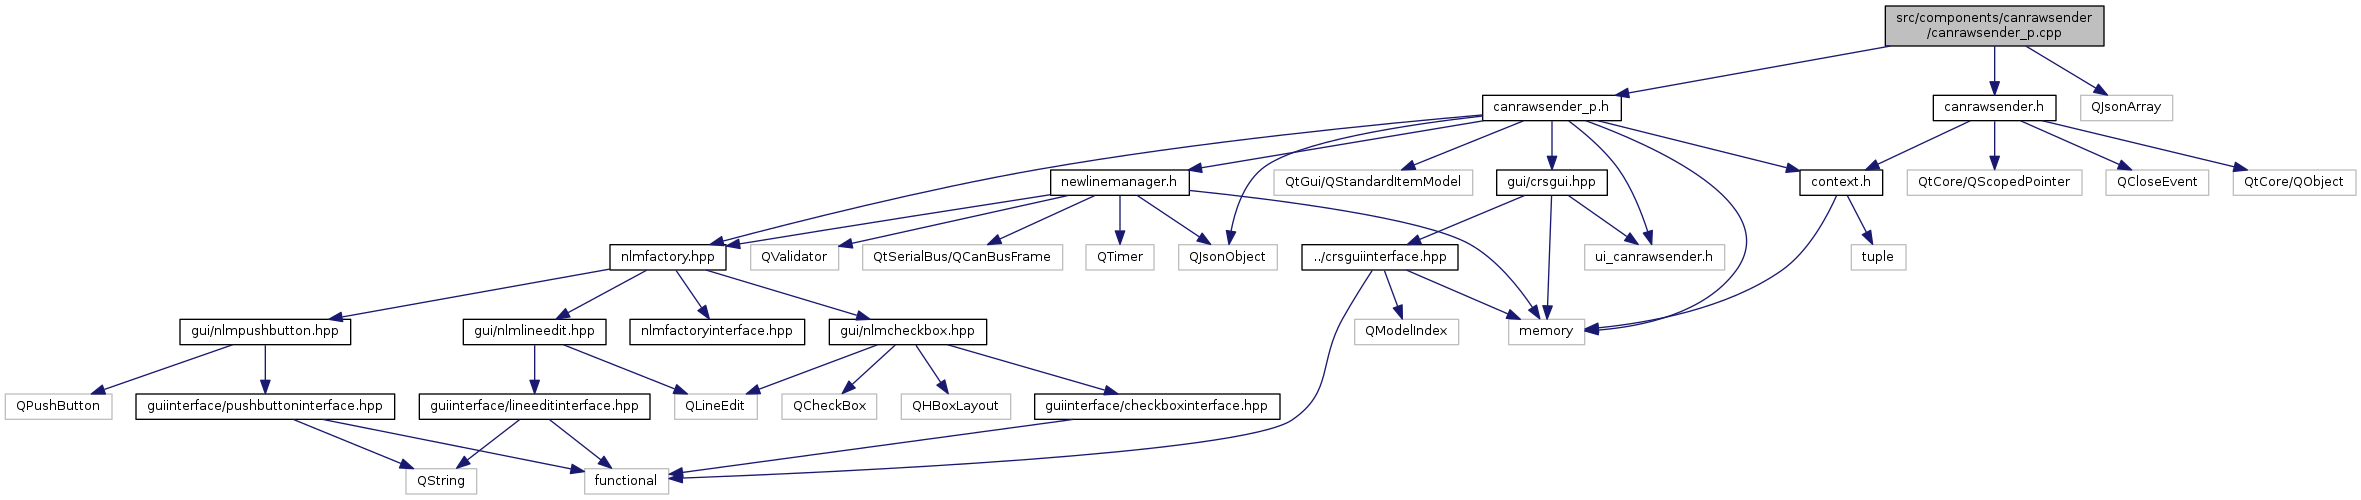 src/components/canrawsender
/canrawsender_p.cpp
canrawsender_p.h
canrawsender.h
QJsonArray
newlinemanager.h
QtGui/QStandardItemModel
gui/crsgui.hpp
context.h
QtCore/QScopedPointer
QCloseEvent
QtCore/QObject
nlmfactory.hpp
QValidator
QtSerialBus/QCanBusFrame
QTimer
QJsonObject
../crsguiinterface.hpp
ui_canrawsender.h
tuple
gui/nlmpushbutton.hpp
gui/nlmlineedit.hpp
nlmfactoryinterface.hpp
gui/nlmcheckbox.hpp
QModelIndex
memory
QPushButton
guiinterface/pushbuttoninterface.hpp
guiinterface/lineeditinterface.hpp
QLineEdit
QCheckBox
QHBoxLayout
guiinterface/checkboxinterface.hpp
QString
functional